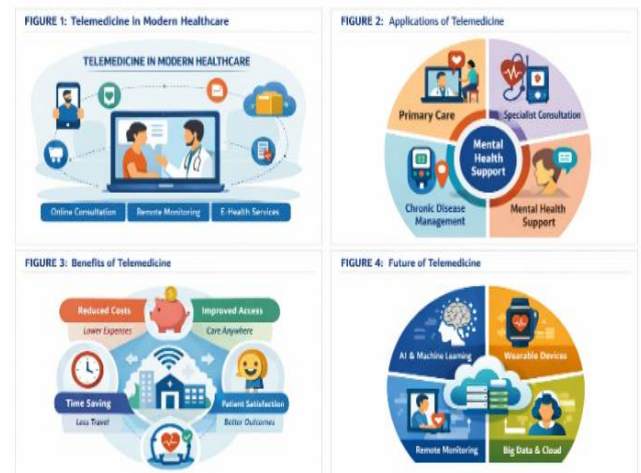 FIGURE 1: Telemedicine in Modern Healthcare
TELEMEDICINE IN MODERN HEALTHCARE
Online Consultation
Remote Monitoring
E-Health Services
FIGURE 2: Applications of Telemedicine
Primary Care
Specialist Consultation
Mental
Health
Support
Chronic Disease
Management
Mental Health
Support
FIGURE 3: Benefits of Telemedicine
Reduced Costs
Improved Access
Lower Expenses
Care Anywhere
Time Saving
Patient Satisfaction
Less Travel
Better Outcomes
FIGURE 4: Future of Telemedicine
AI & Machine Learning
Wearable Devices
Remote Monitoring
Big Data & Cloud